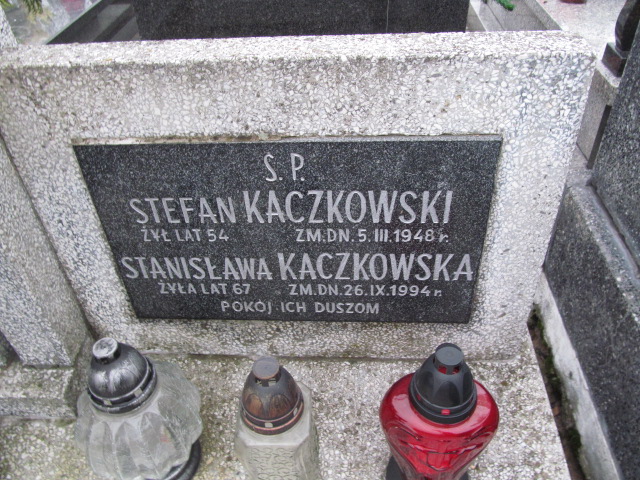 S.P.
STEFAN KACZKOWSKI
ŻYŁ LAT 54 ZM.DN.5.III.1948 r.
STANISŁAWA KACZKOWSKA
ŻYŁA LAT 67 ZM.DN.26.IX.1994 r.
POKÓJ ICH DUSZOM